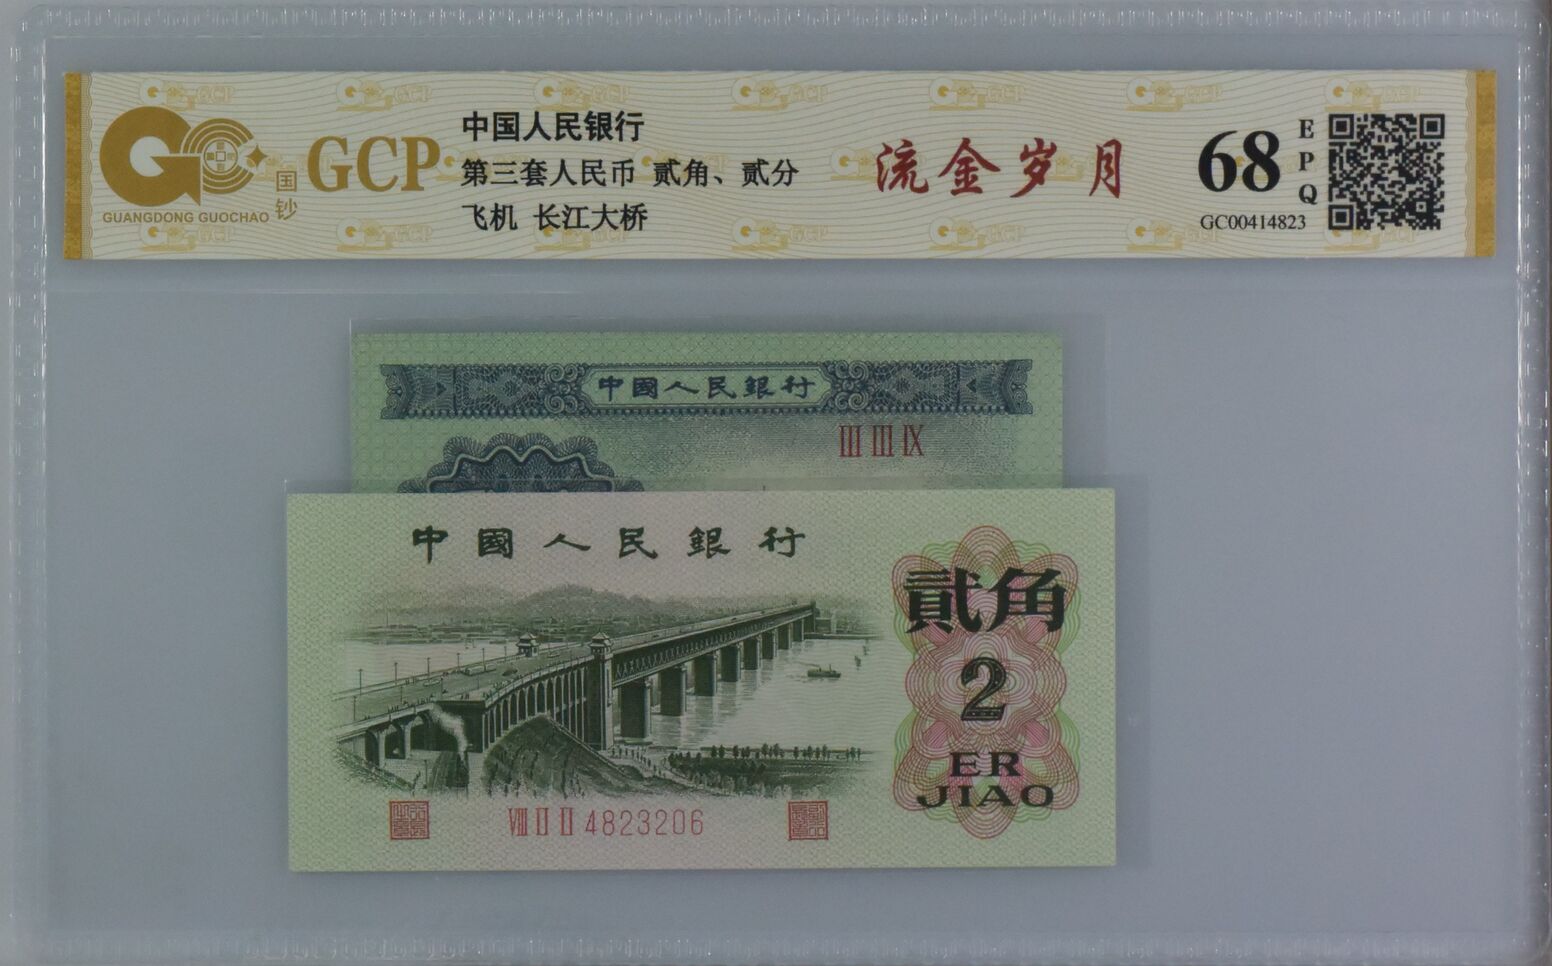 GUANGDONG GUOCHAO
国钞
GCP
中国人民银行
第三套人民币 贰角、贰分
飞机 长江大桥
流金岁月
68
EPQ
GC00414823
中國人民銀行
III III IX
中國人民銀行
貳角
2
ER
JIAO
VIII II II 4823206